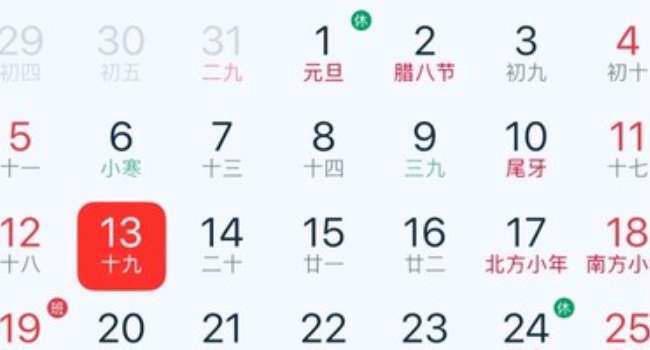 29 30 31 1 休 2 3 4
初四 初五 二九 元旦 腊八节 初九 初十
5 6 7 8 9 10 11
十一 小寒 十三 十四 三九 尾牙 十七
12 13 14 15 16 17 18
十八 十九 二十 廿一 廿二 北方小年 南方小
19 班 20 21 22 23 24 休 25